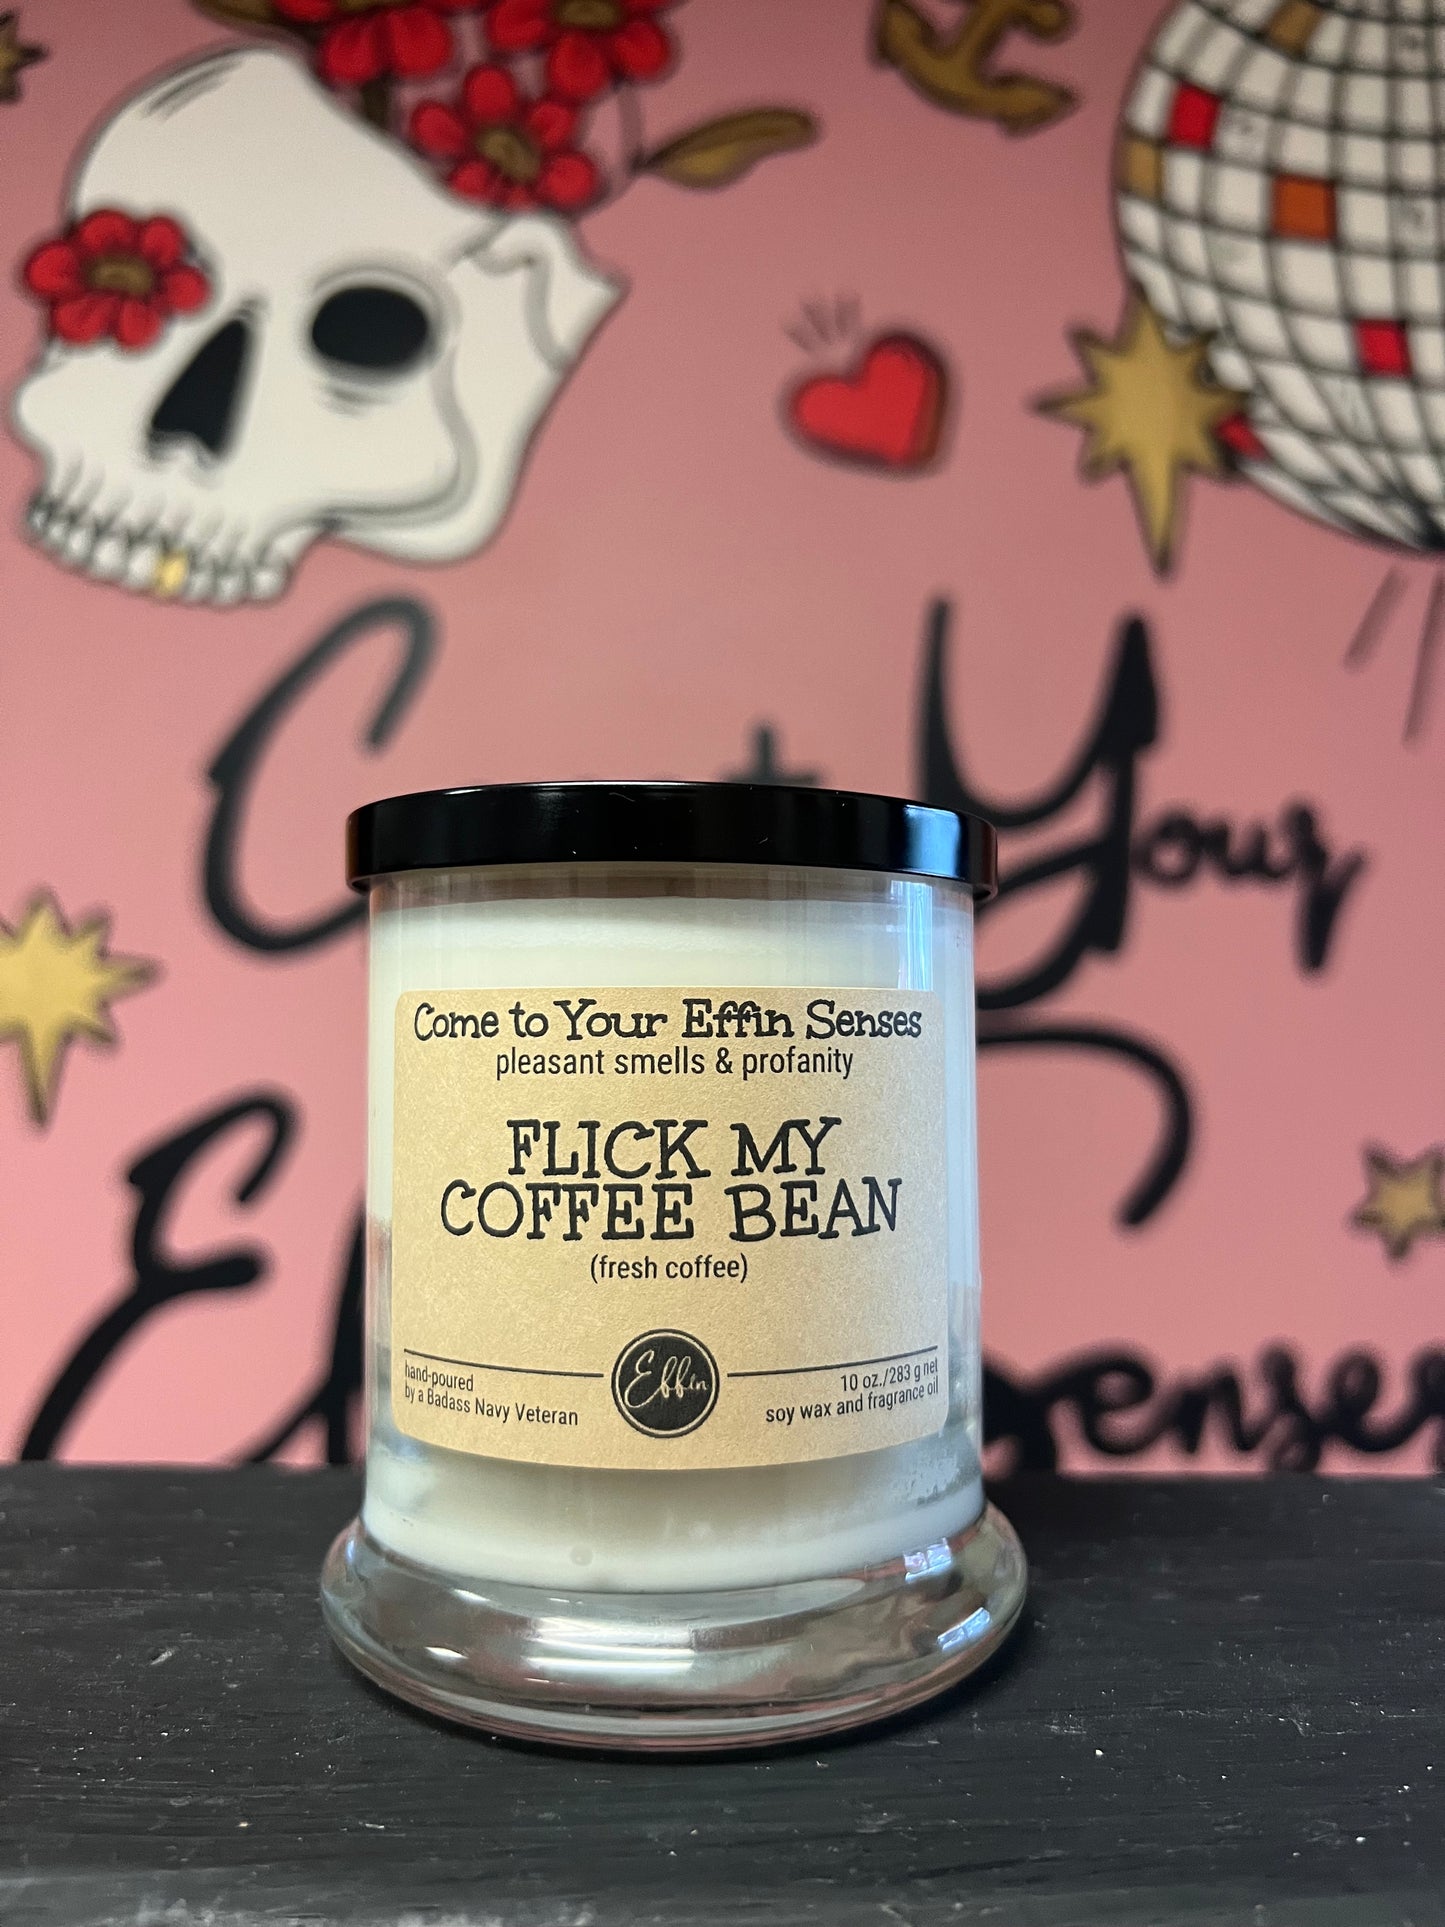 Your
Come to Your Effin Senses
pleasant smells & profanity
FLICK MY
COFFEE BEAN
(fresh coffee)
Effin
hand-poured
by a Badass Navy Veteran
10 oz./283 g net
soy wax and fragrance oil